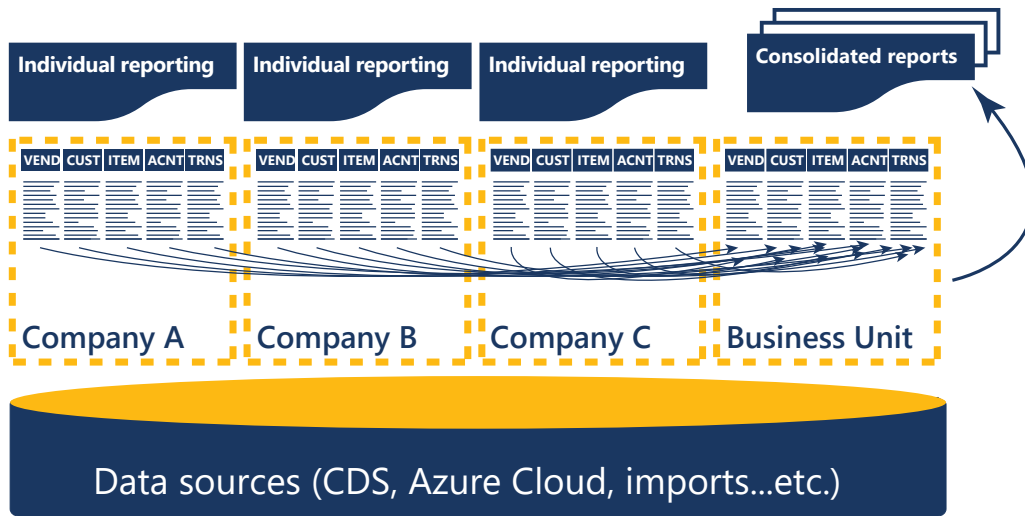 Individual reporting
Individual reporting
Individual reporting
Consolidated reports
VEND CUST ITEM ACNT TRNS
VEND CUST ITEM ACNT TRNS
VEND CUST ITEM ACNT TRNS
VEND CUST ITEM ACNT TRNS
Company A
Company B
Company C
Business Unit
Data sources (CDS, Azure Cloud, imports...etc.)